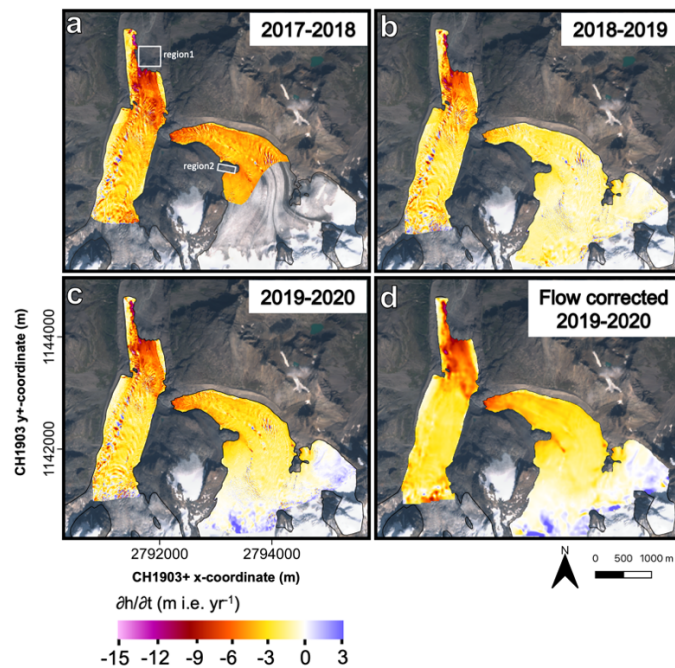 a
2017-2018
region1
region2
b
2018-2019
c
2019-2020
d
Flow corrected
2019-2020
CH1903 y+-coordinate (m)
1144000
1142000
2792000
2794000
CH1903+ x-coordinate (m)
N
0 500 1000 m
∂h/∂t (m i.e. yr⁻¹)
-15 -12 -9 -6 -3 0 3